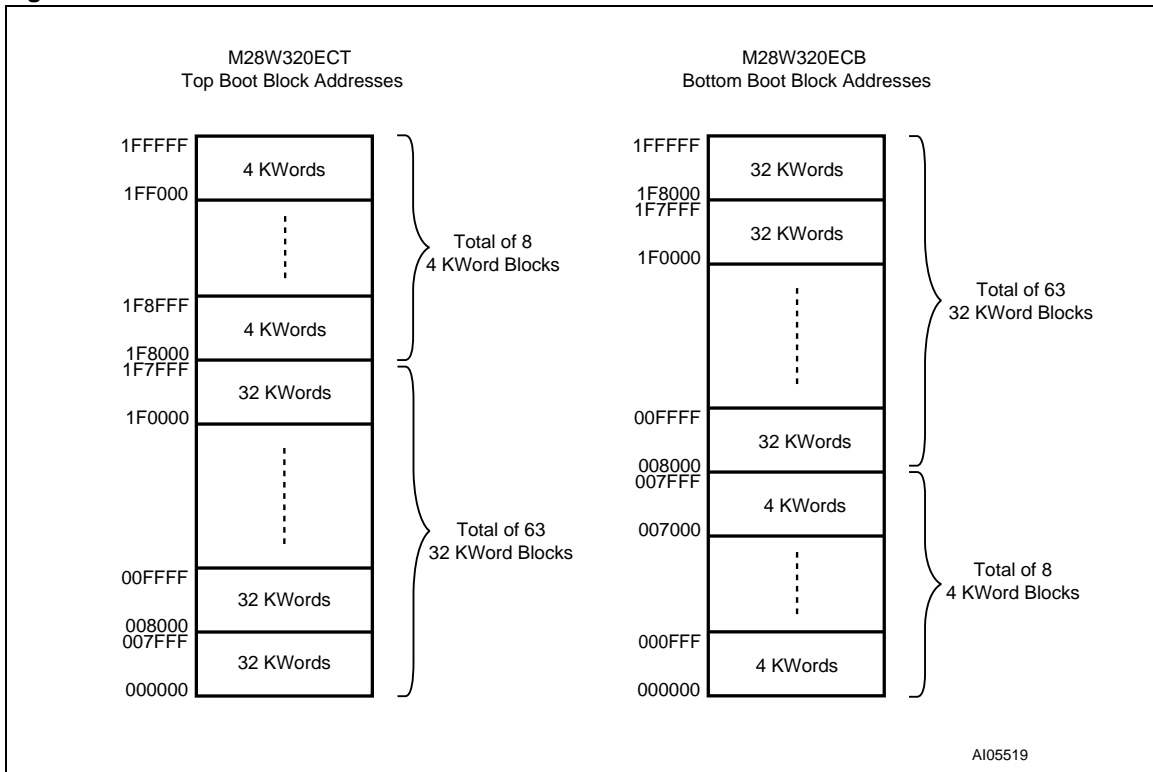 M28W320ECT
Top Boot Block Addresses
1FFFFF
4 KWords
1FF000
Total of 8
4 KWord Blocks
1F8FFF
4 KWords
1F8000
1F7FFF
32 KWords
1F0000
Total of 63
32 KWord Blocks
00FFFF
32 KWords
008000
007FFF
32 KWords
000000
M28W320ECB
Bottom Boot Block Addresses
1FFFFF
32 KWords
1F8000
1F7FFF
32 KWords
1F0000
Total of 63
32 KWord Blocks
00FFFF
32 KWords
008000
007FFF
4 KWords
007000
Total of 8
4 KWord Blocks
000FFF
4 KWords
000000
AI05519